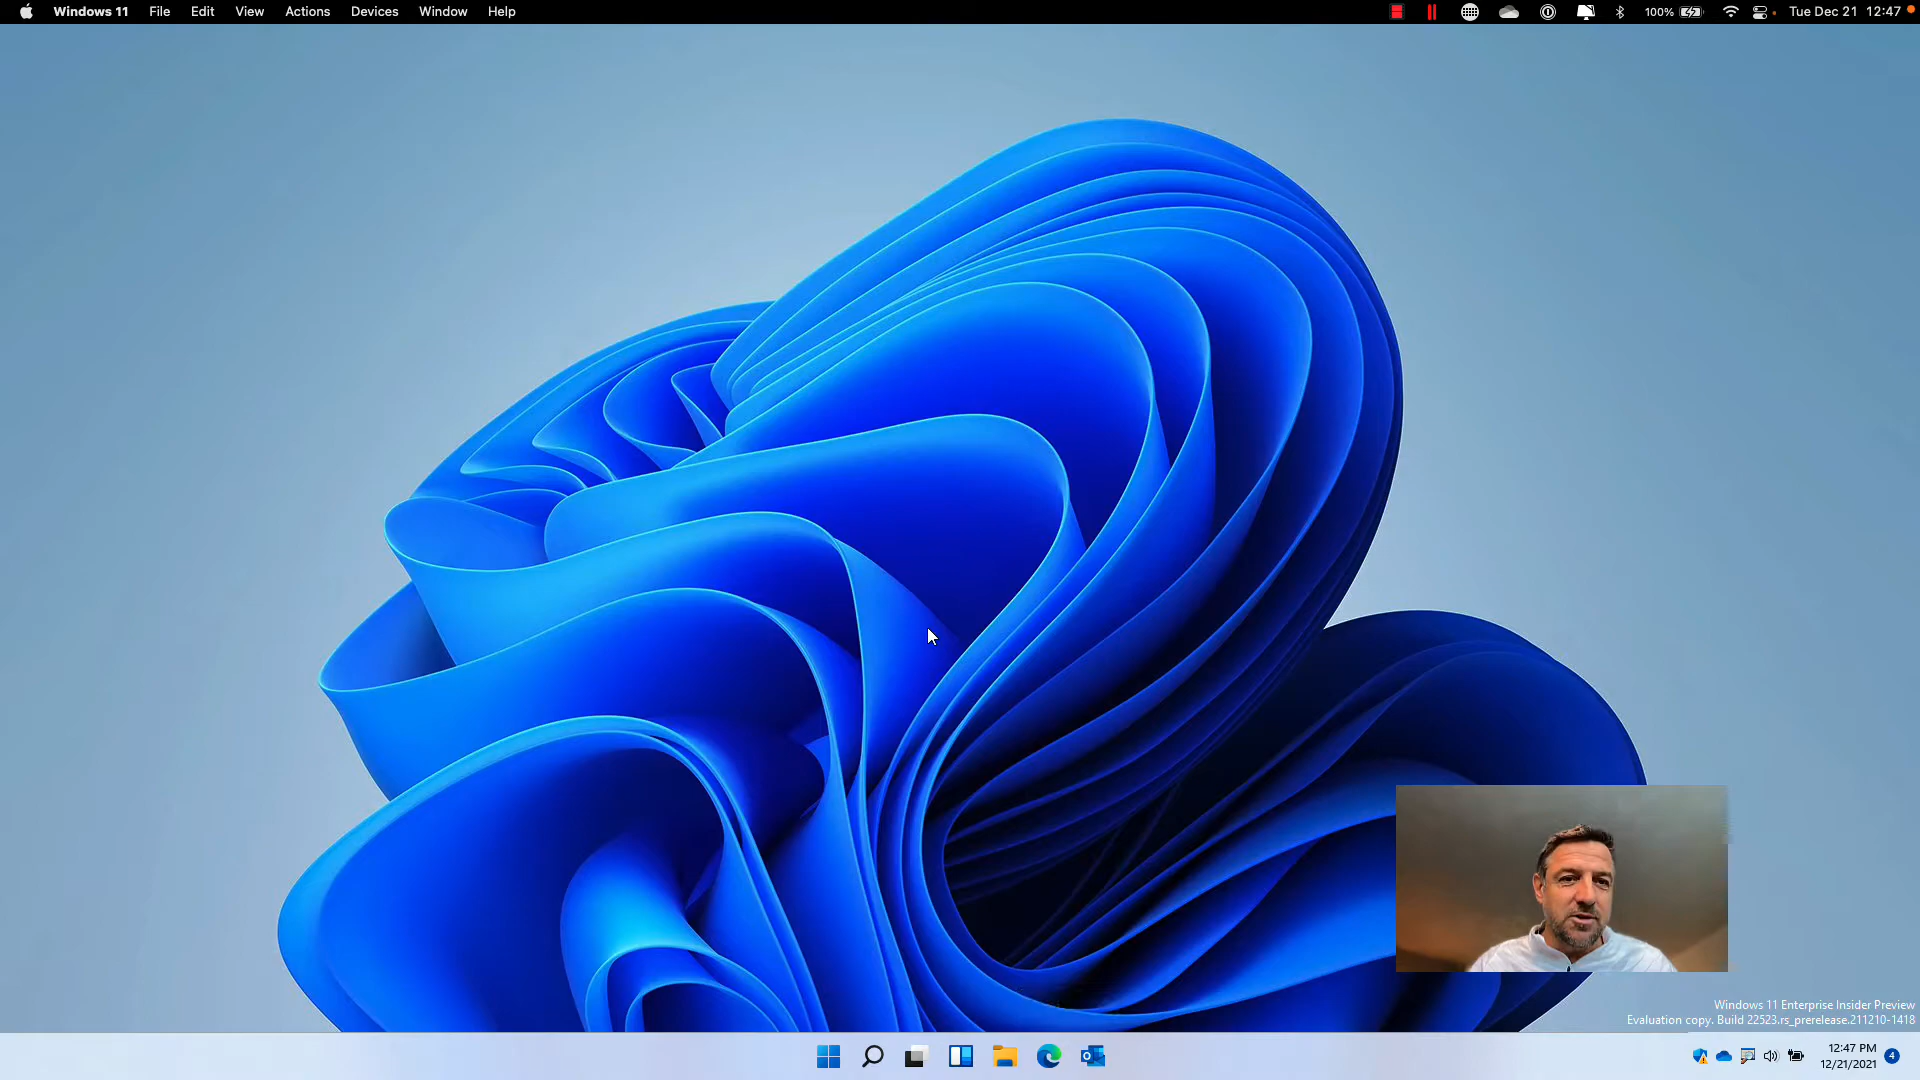 Windows 11 File Edit View Actions Devices Window Help 100% Tue Dec 21 12:47
Windows 11 Enterprise Insider Preview
Evaluation copy. Build 22523.rs_prerelease.211210-1418
12:47 PM
12/21/2021
4